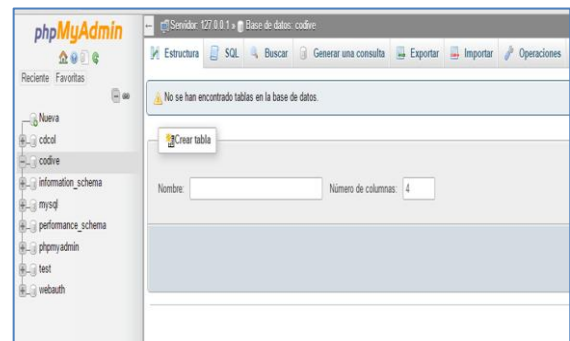 phpMyAdmin
Reciente Favoritas
Nueva
cdcol
codive
information_schema
mysql
performance_schema
phpmyadmin
test
webauth
Servidor: 127.0.0.1 » Base de datos: codive
Estructura SQL Buscar Generar una consulta Exportar Importar Operaciones
No se han encontrado tablas en la base de datos.
Crear tabla
Nombre: Número de columnas: 4